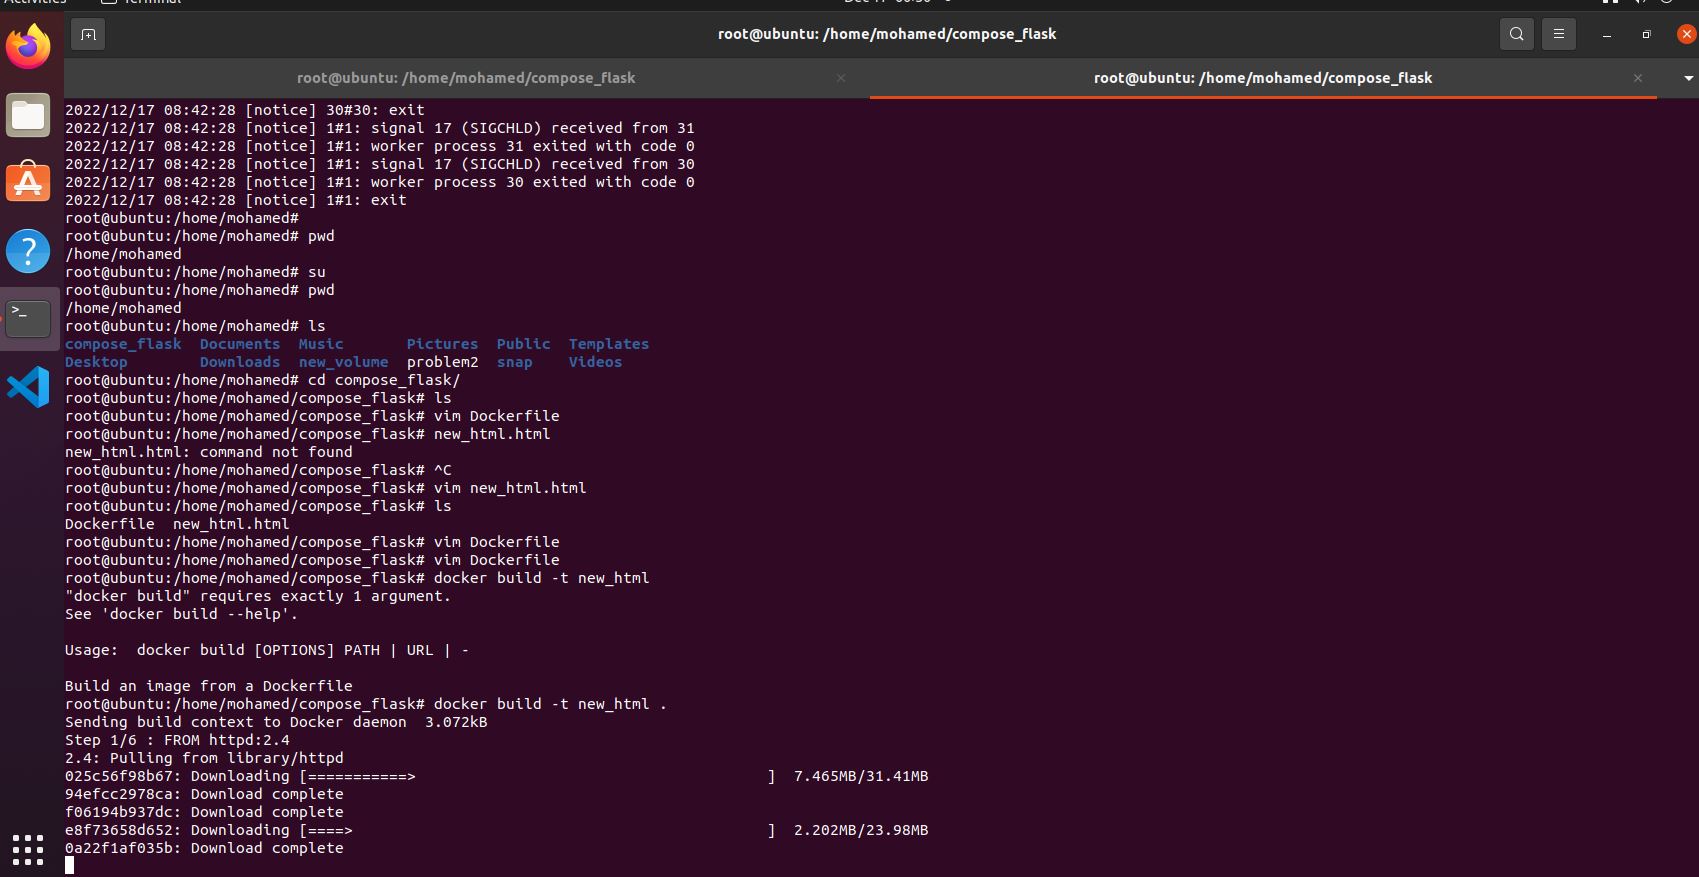 Activities Terminal
root@ubuntu: /home/mohamed/compose_flask
root@ubuntu: /home/mohamed/compose_flask
root@ubuntu: /home/mohamed/compose_flask
2022/12/17 08:42:28 [notice] 30#30: exit
2022/12/17 08:42:28 [notice] 1#1: signal 17 (SIGCHLD) received from 31
2022/12/17 08:42:28 [notice] 1#1: worker process 31 exited with code 0
2022/12/17 08:42:28 [notice] 1#1: signal 17 (SIGCHLD) received from 30
2022/12/17 08:42:28 [notice] 1#1: worker process 30 exited with code 0
2022/12/17 08:42:28 [notice] 1#1: exit
root@ubuntu:/home/mohamed#
root@ubuntu:/home/mohamed# pwd
/home/mohamed
root@ubuntu:/home/mohamed# su
root@ubuntu:/home/mohamed# pwd
/home/mohamed
root@ubuntu:/home/mohamed# ls
compose_flask  Documents  Music       Pictures  Public  Templates
Desktop        Downloads  new_volume  problem2  snap    Videos
root@ubuntu:/home/mohamed# cd compose_flask/
root@ubuntu:/home/mohamed/compose_flask# ls
root@ubuntu:/home/mohamed/compose_flask# vim Dockerfile
root@ubuntu:/home/mohamed/compose_flask# new_html.html
new_html.html: command not found
root@ubuntu:/home/mohamed/compose_flask# ^C
root@ubuntu:/home/mohamed/compose_flask# vim new_html.html
root@ubuntu:/home/mohamed/compose_flask# ls
Dockerfile  new_html.html
root@ubuntu:/home/mohamed/compose_flask# vim Dockerfile
root@ubuntu:/home/mohamed/compose_flask# vim Dockerfile
root@ubuntu:/home/mohamed/compose_flask# docker build -t new_html
"docker build" requires exactly 1 argument.
See 'docker build --help'.
Usage:  docker build [OPTIONS] PATH | URL | -
Build an image from a Dockerfile
root@ubuntu:/home/mohamed/compose_flask# docker build -t new_html .
Sending build context to Docker daemon  3.072kB
Step 1/6 : FROM httpd:2.4
2.4: Pulling from library/httpd
025c56f98b67: Downloading [===========>                                       ]  7.465MB/31.41MB
94efcc2978ca: Download complete
f06194b937dc: Download complete
e8f73658d652: Downloading [====>                                              ]  2.202MB/23.98MB
0a22f1af035b: Download complete